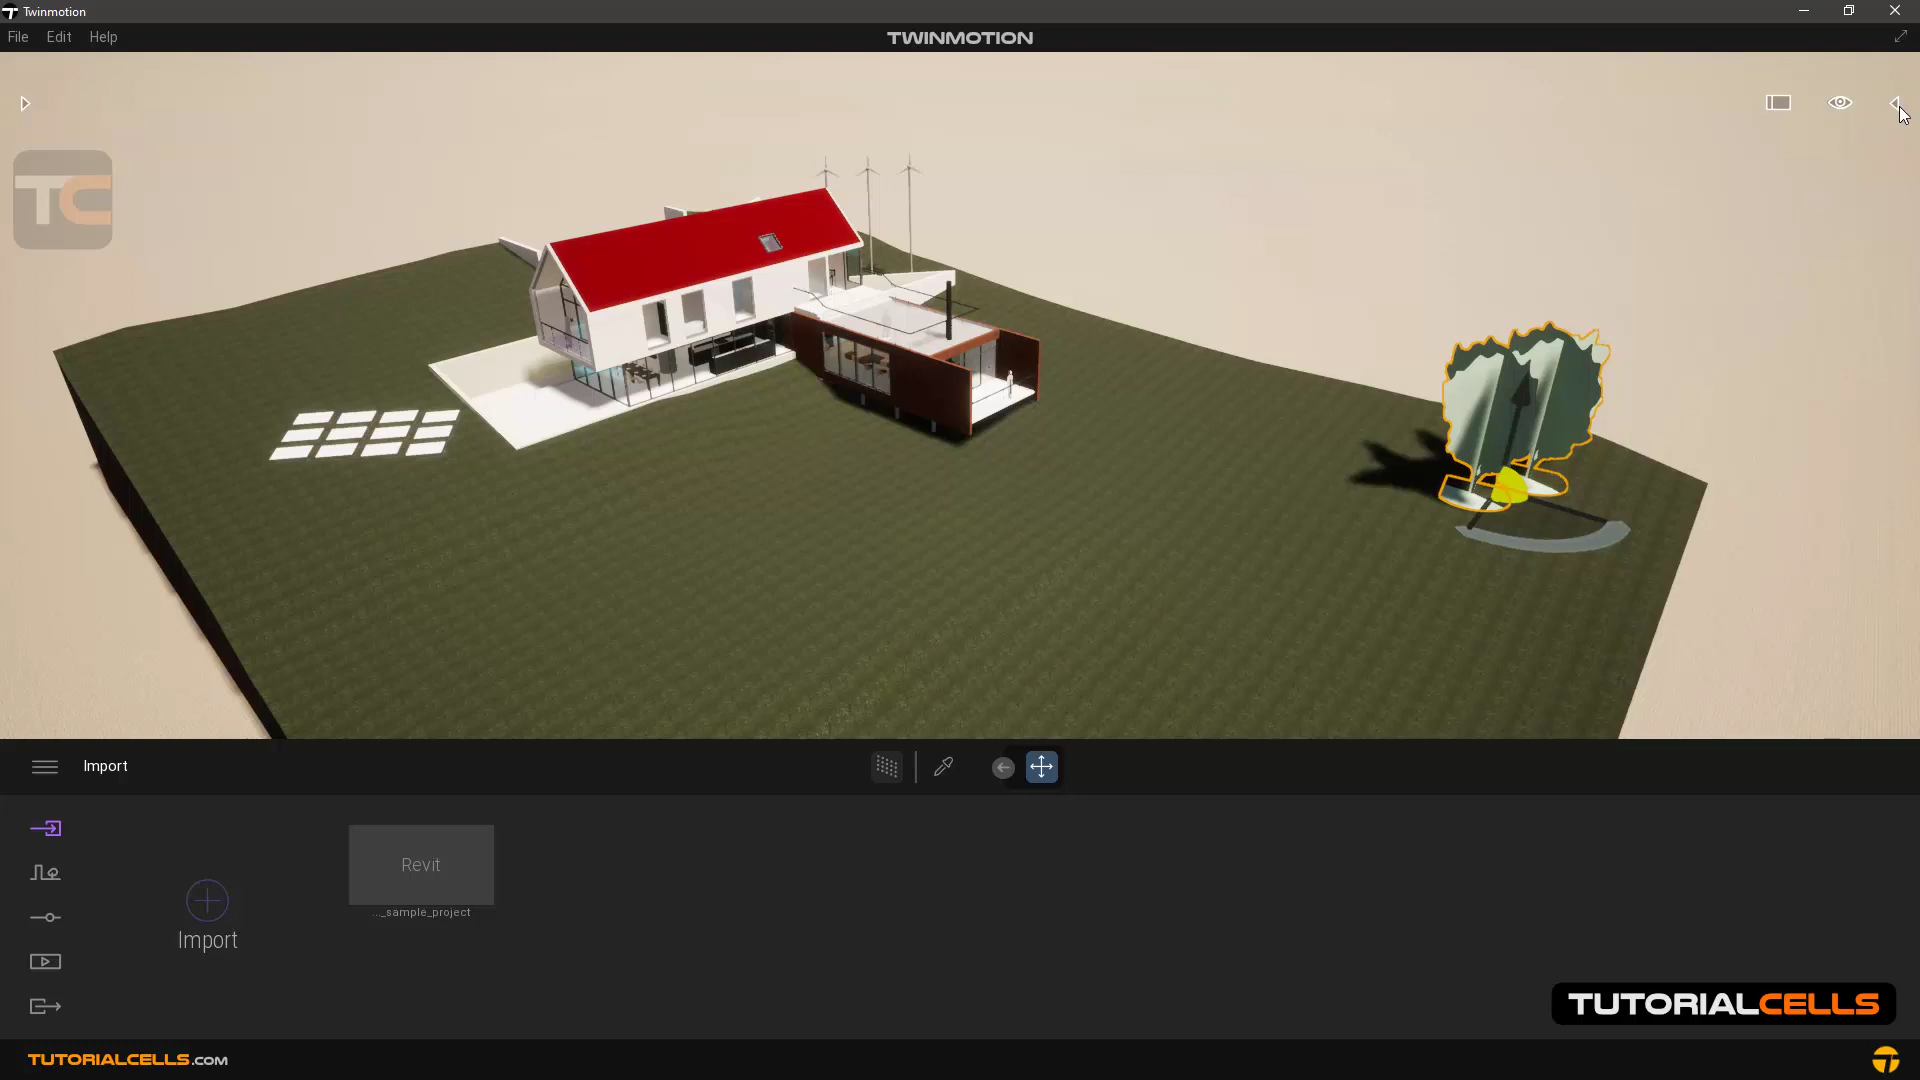 Twinmotion
File Edit Help
TWINMOTION
TC
Import
Revit
..._sample_project
Import
TUTORIALCELLS
TUTORIALCELLS.COM